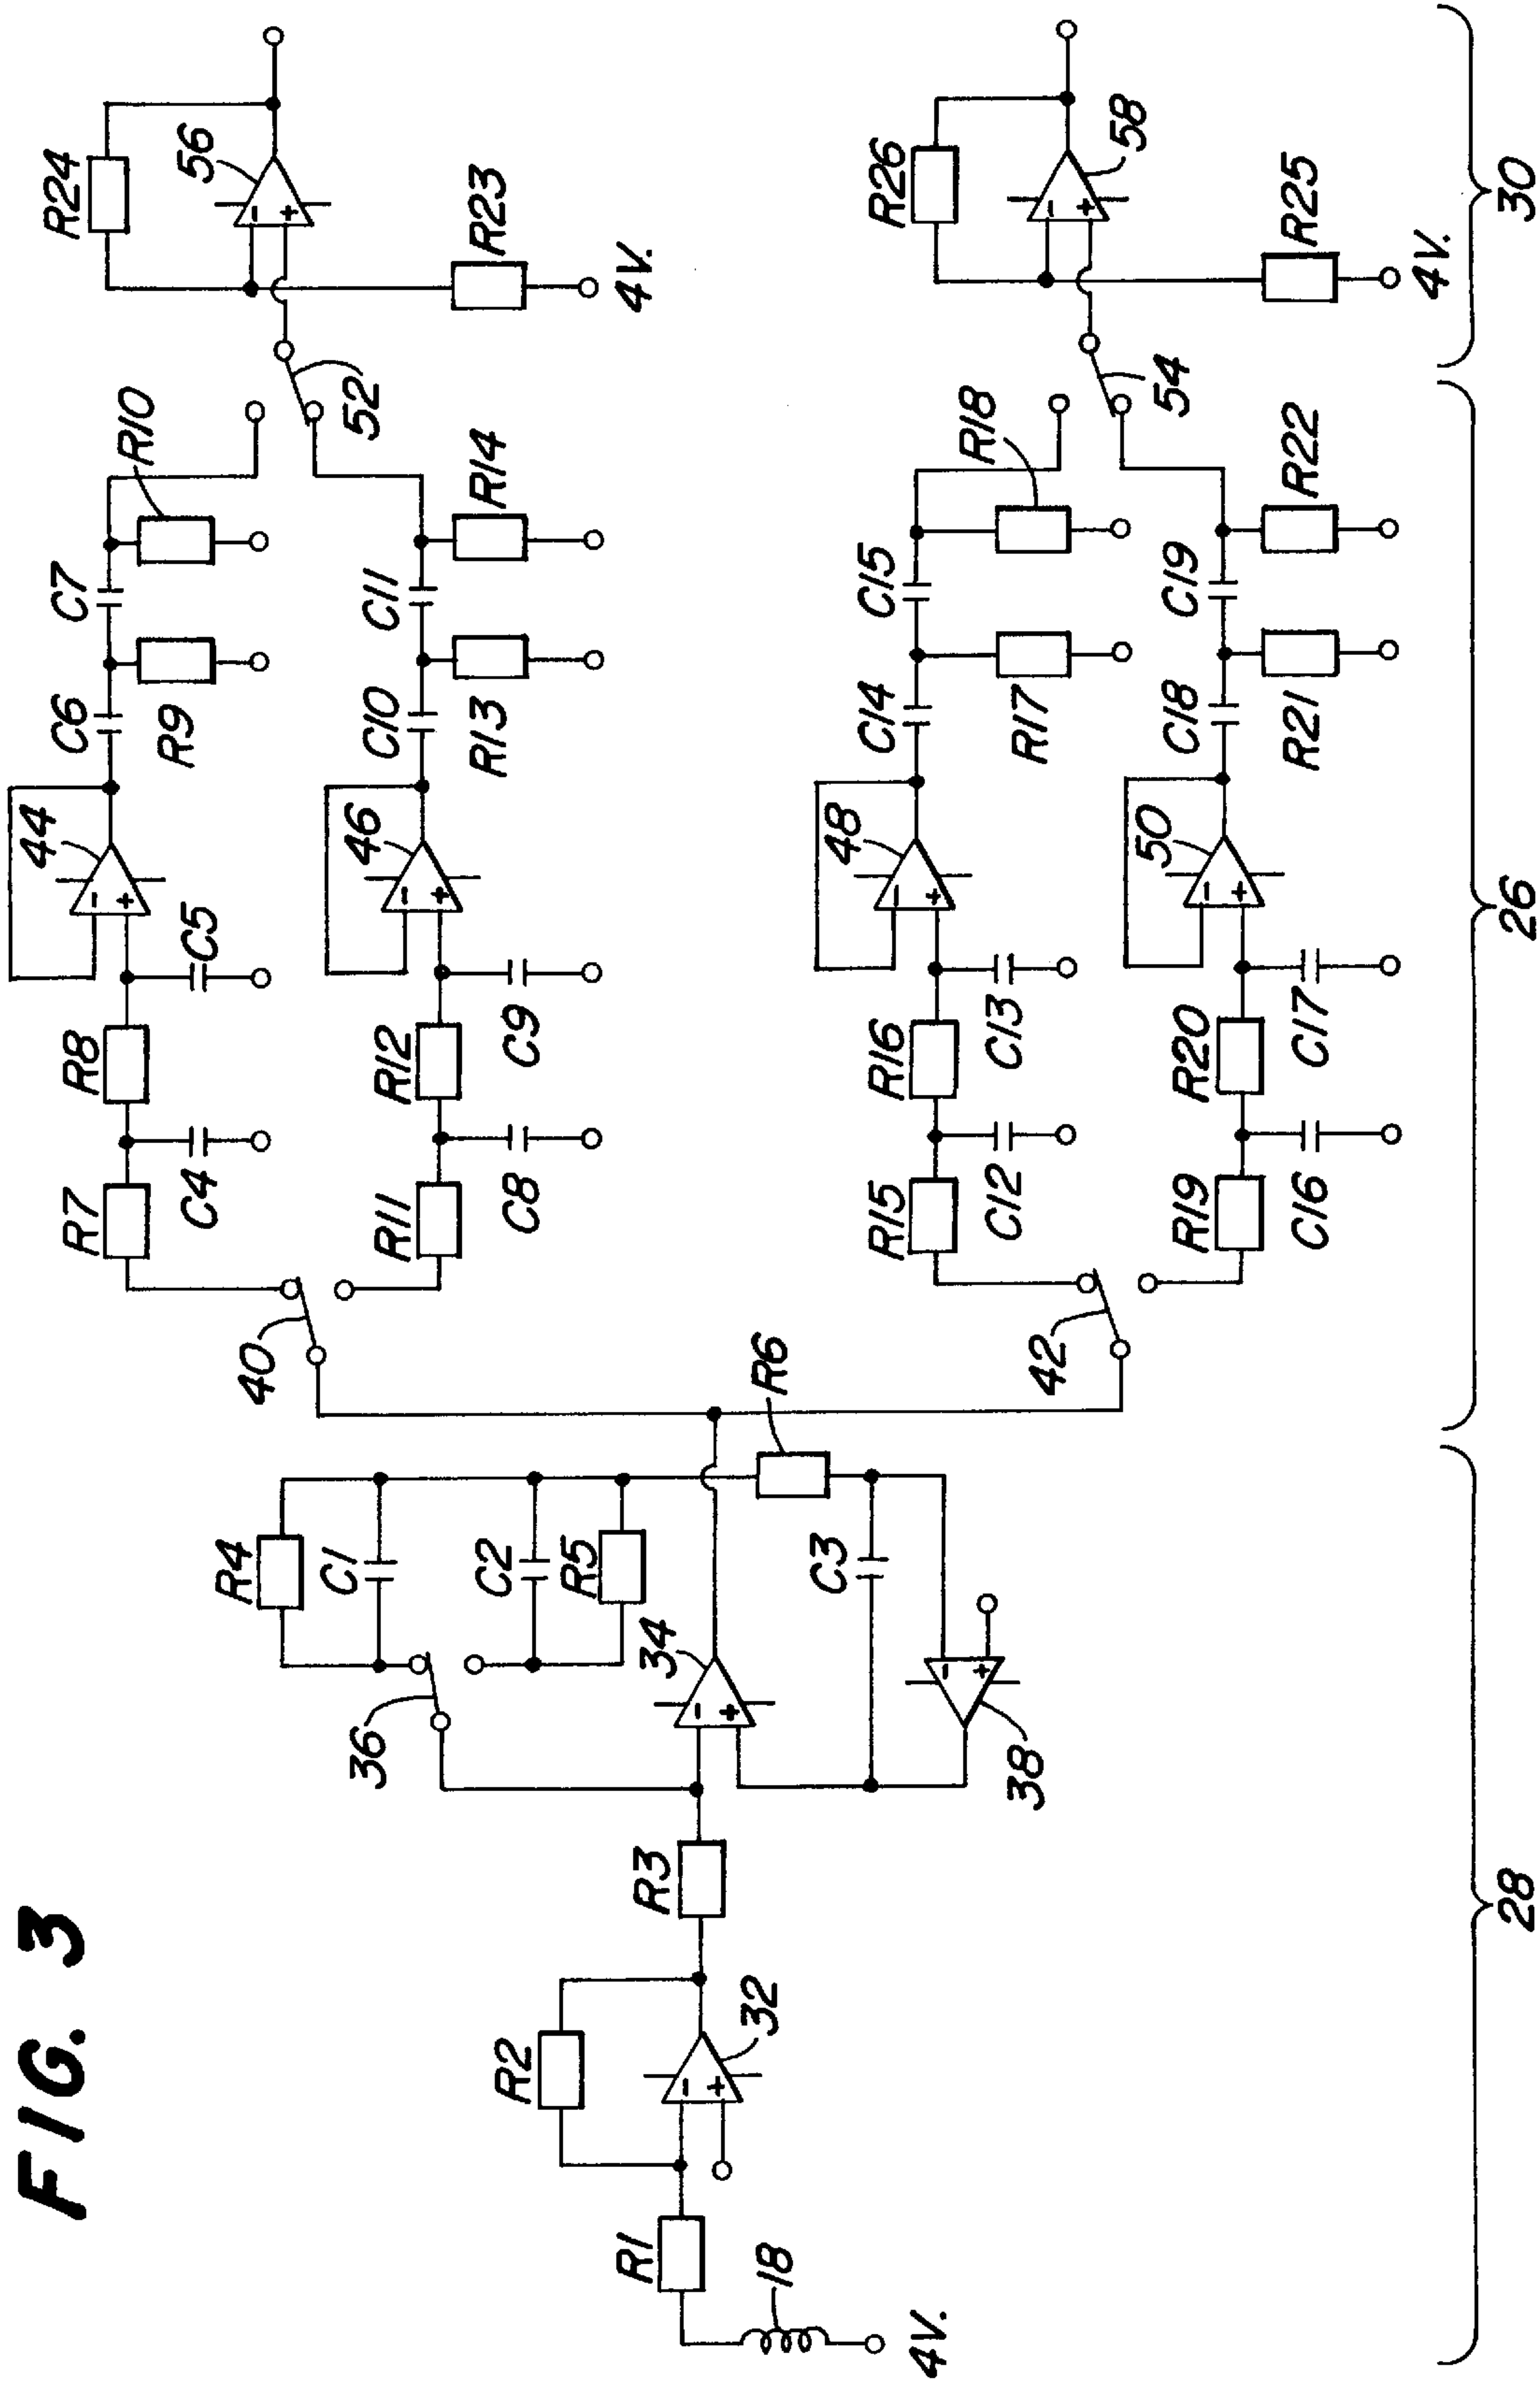 FIG. 3
18
4V.
R1
R2
32
R3
36
R4
C1
C2
R5
34
C3
38
R6
28
40
R7
C4
R8
C5
44
C6
R9
C7
R10
R11
C8
R12
C9
46
C10
R13
C11
R14
52
42
R15
C12
R16
C13
48
C14
R17
C15
R18
R19
C16
R20
C17
50
C18
R21
C19
R22
54
26
R24
56
R23
4V.
R26
58
R25
4V.
30